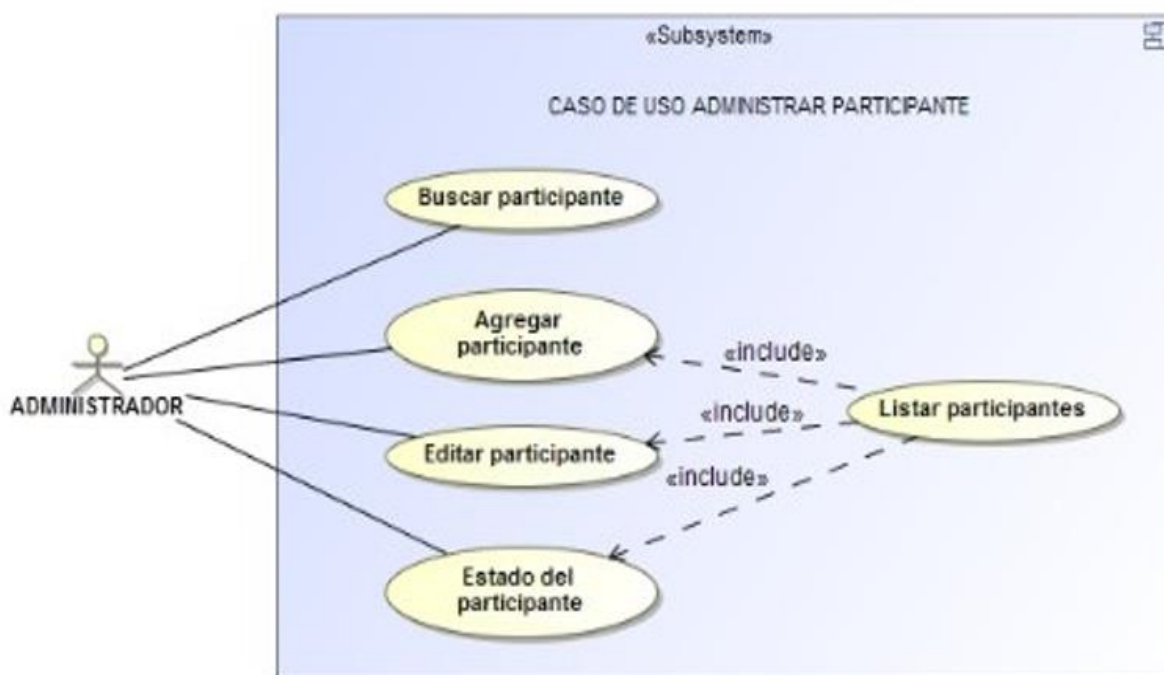 «Subsystem»
CASO DE USO ADMINISTRAR PARTICIPANTE
Buscar participante
Agregar
participante
«include»
ADMINISTRADOR
«include»
Listar participantes
Editar participante
«include»
Estado del
participante